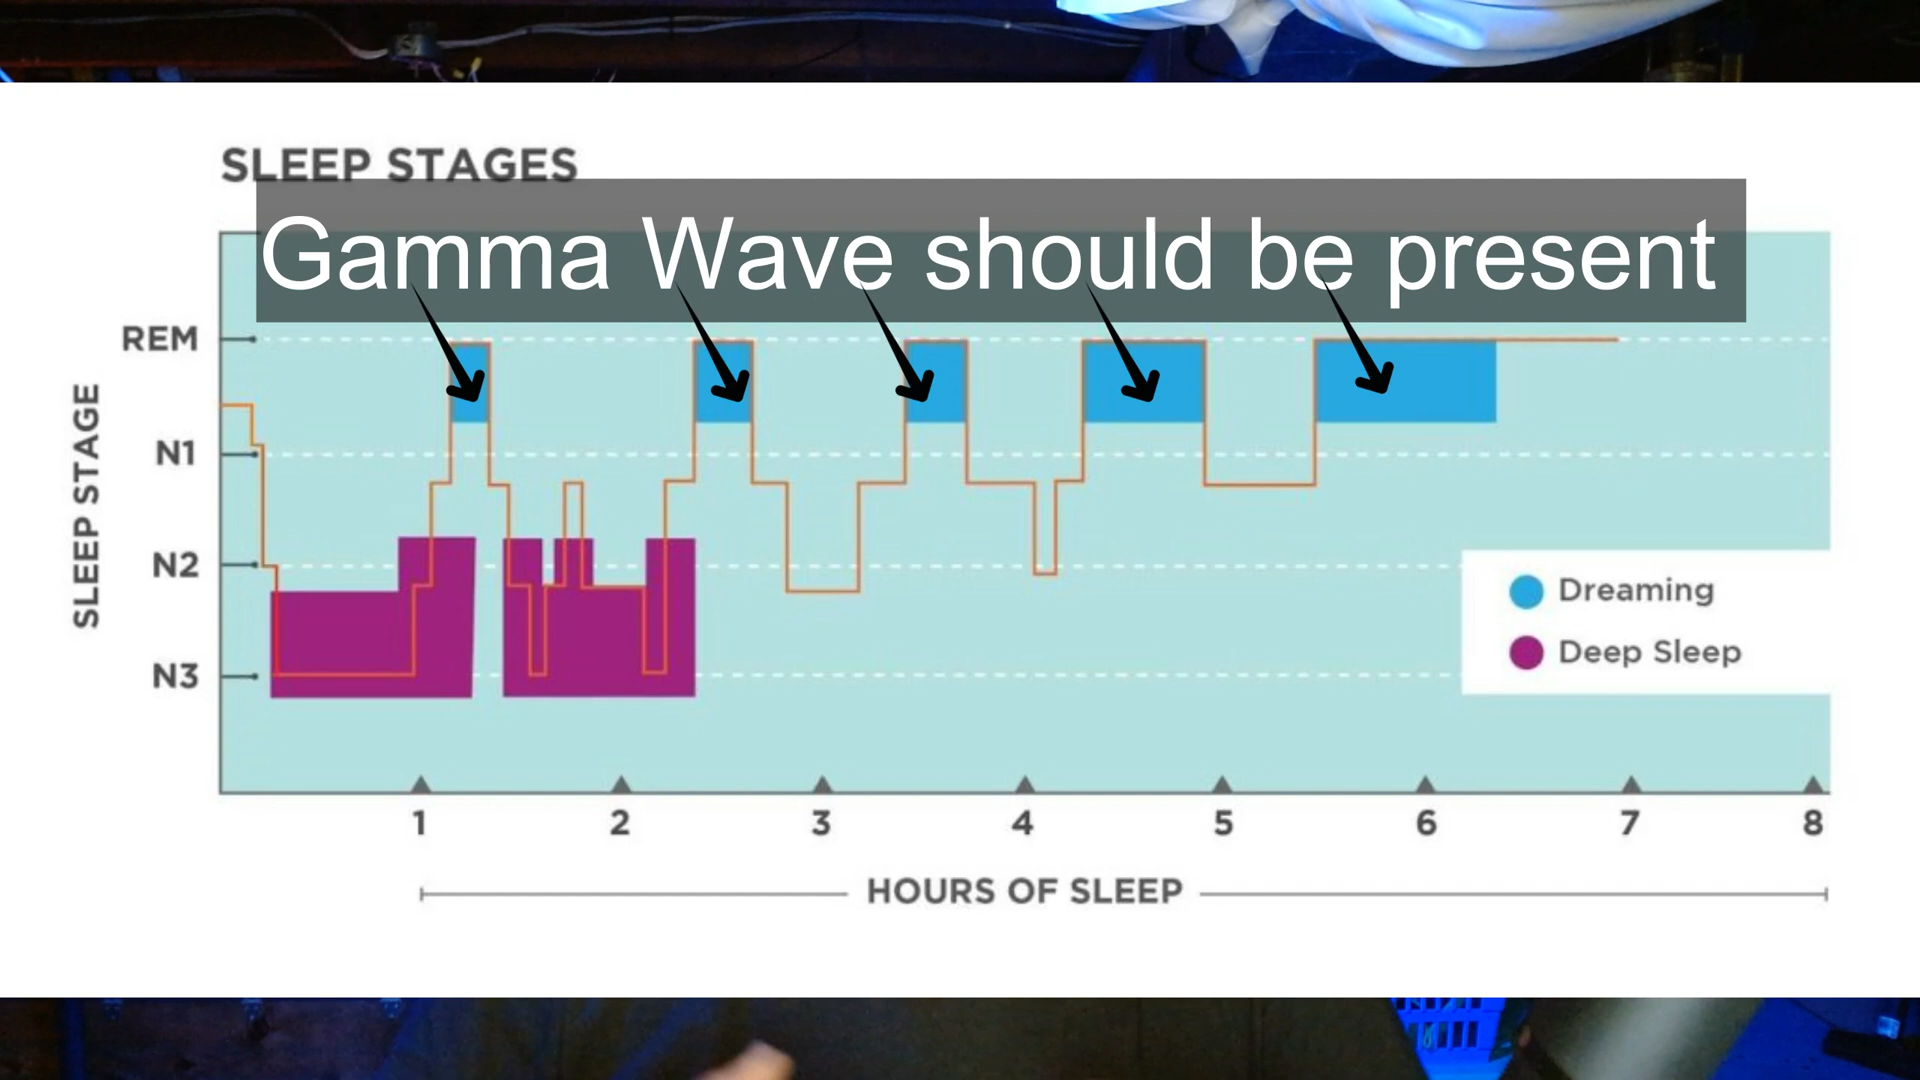 SLEEP STAGES
Gamma Wave should be present
REM
N1
N2
N3
SLEEP STAGE
Dreaming
Deep Sleep
1 2 3 4 5 6 7 8
HOURS OF SLEEP